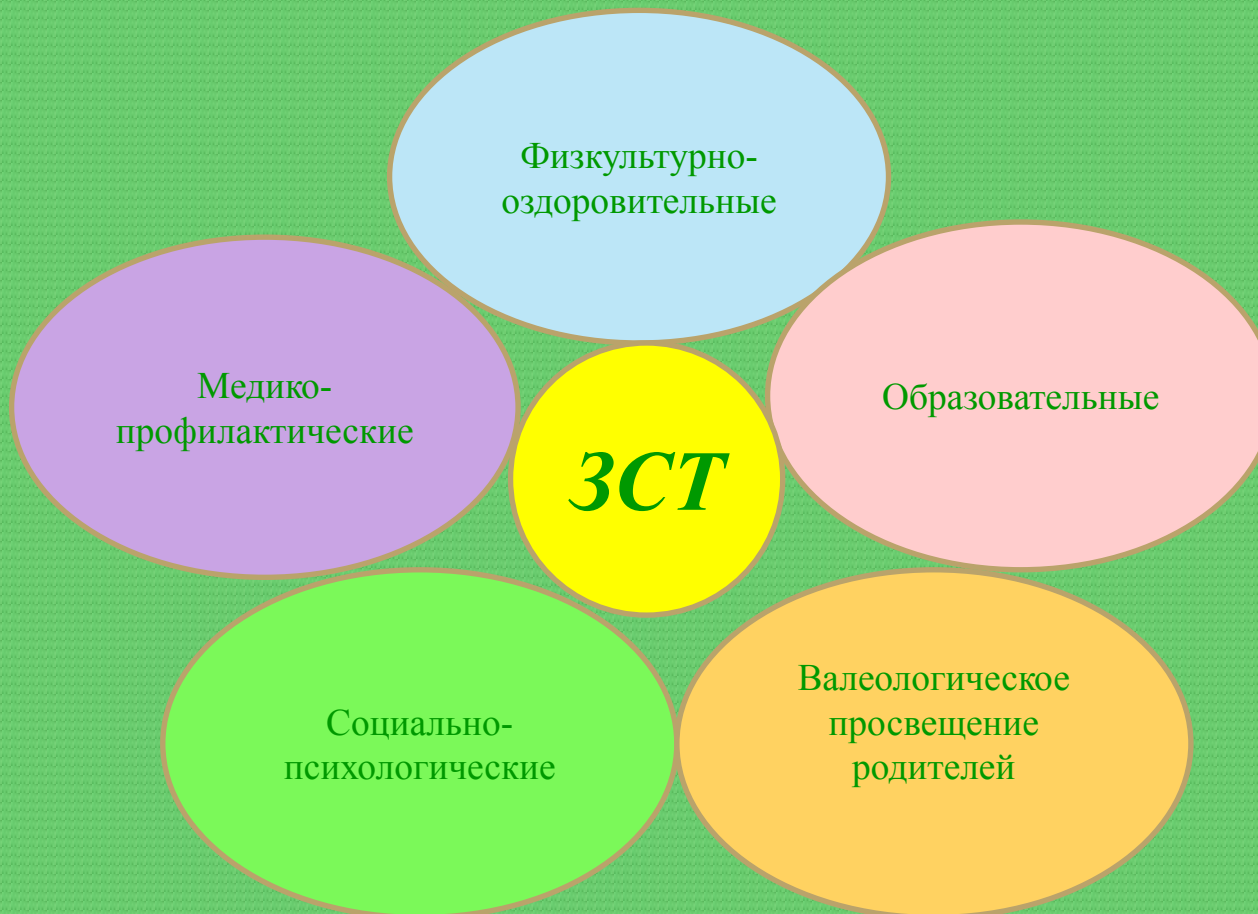 Физкультурно-
оздоровительные
Медико-
профилактические
Образовательные
ЗСТ
Социально-
психологические
Валеологическое
просвещение
родителей